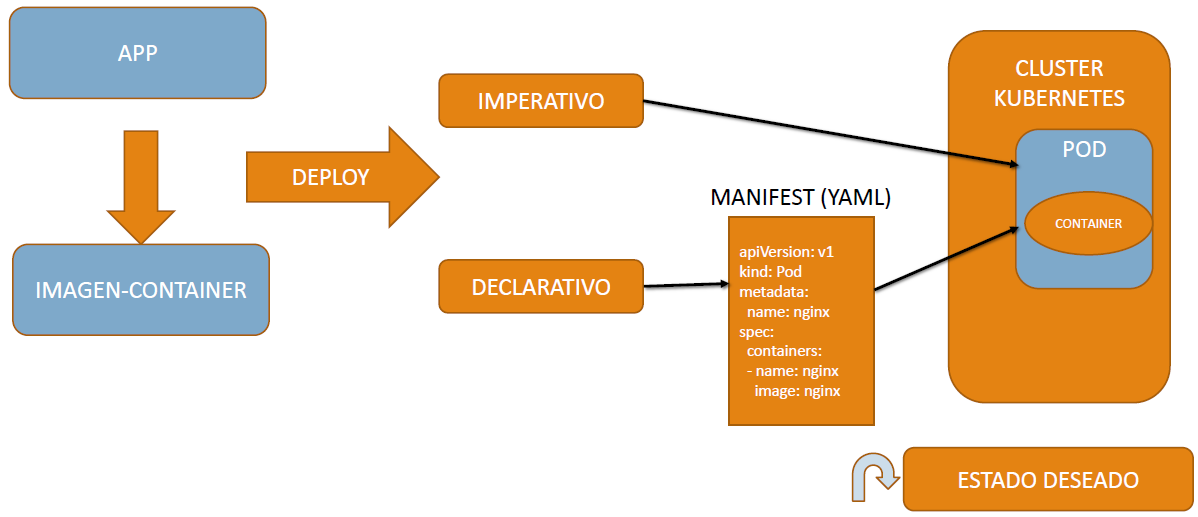 APP
IMAGEN-CONTAINER
DEPLOY
IMPERATIVO
DECLARATIVO
MANIFEST (YAML)
apiVersion: v1
kind: Pod
metadata:
  name: nginx
spec:
  containers:
  - name: nginx
    image: nginx
CLUSTER
KUBERNETES
POD
CONTAINER
ESTADO DESEADO